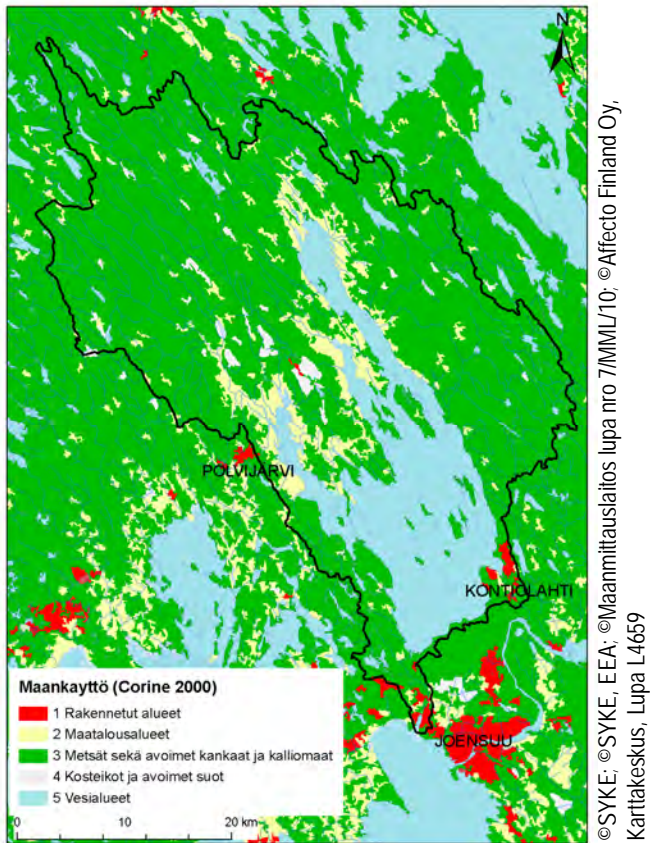 N
POLVIJÄRVI
KONTIOLAHTI
JOENSUU
Maankäyttö (Corine 2000)
1 Rakennetut alueet
2 Maatalousalueet
3 Metsät sekä avoimet kankaat ja kalliomaat
4 Kosteikot ja avoimet suot
5 Vesialueet
0 10 20 km
©SYKE; ©SYKE, EEA; ©Maanmittauslaitos lupa nro 7/MML/10; ©Affecto Finland Oy,
Karttakeskus, Lupa L4659